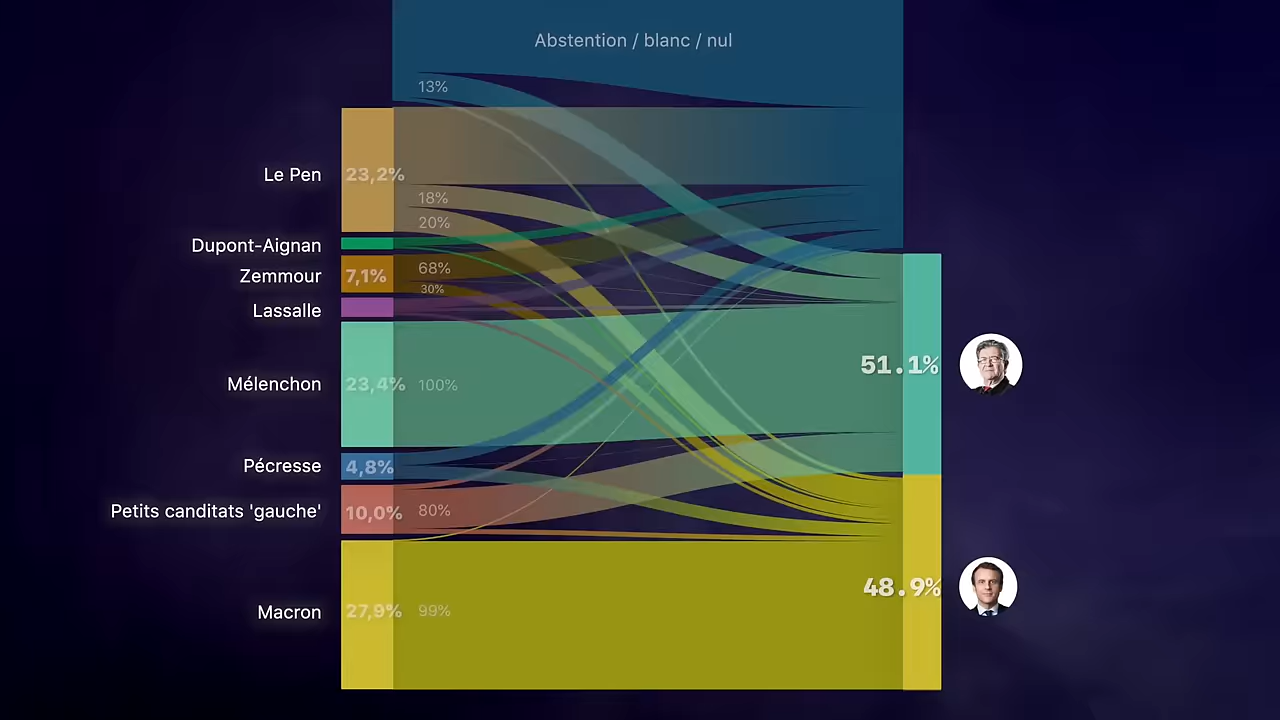 Abstention / blanc / nul
13%
Le Pen 23,2%
18%
20%
Dupont-Aignan
Zemmour 7,1% 68%
30%
Lassalle
51.1%
Mélenchon 23,4% 100%
Pécresse 4,8%
Petits canditats 'gauche' 10,0% 80%
48.9%
Macron 27,9% 99%